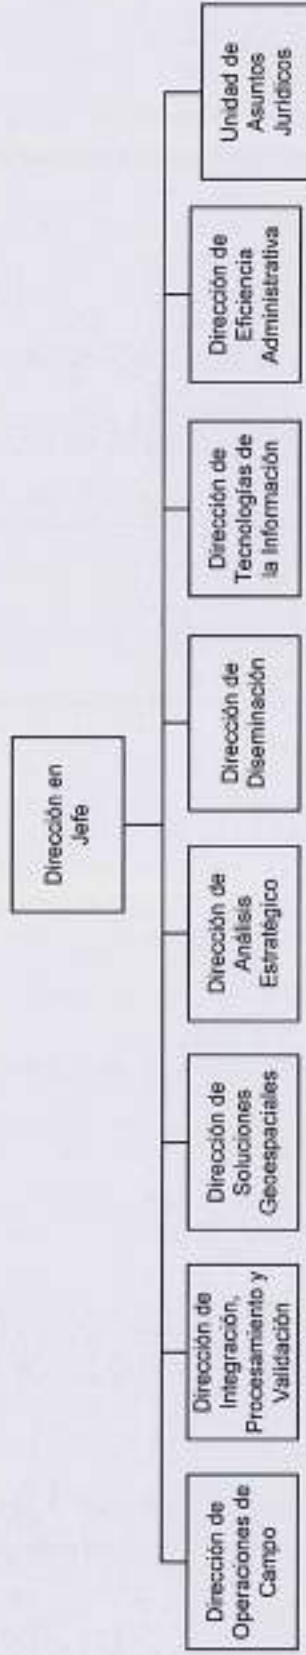 Dirección en
Jefe
Dirección de
Operaciones de
Campo
Dirección de
Integración,
Procesamiento y
Validación
Dirección de
Soluciones
Geoespaciales
Dirección de
Análisis
Estratégico
Dirección de
Diseminación
Dirección de
Tecnologías de
la Información
Dirección de
Eficiencia
Administrativa
Unidad de
Asuntos
Jurídicos